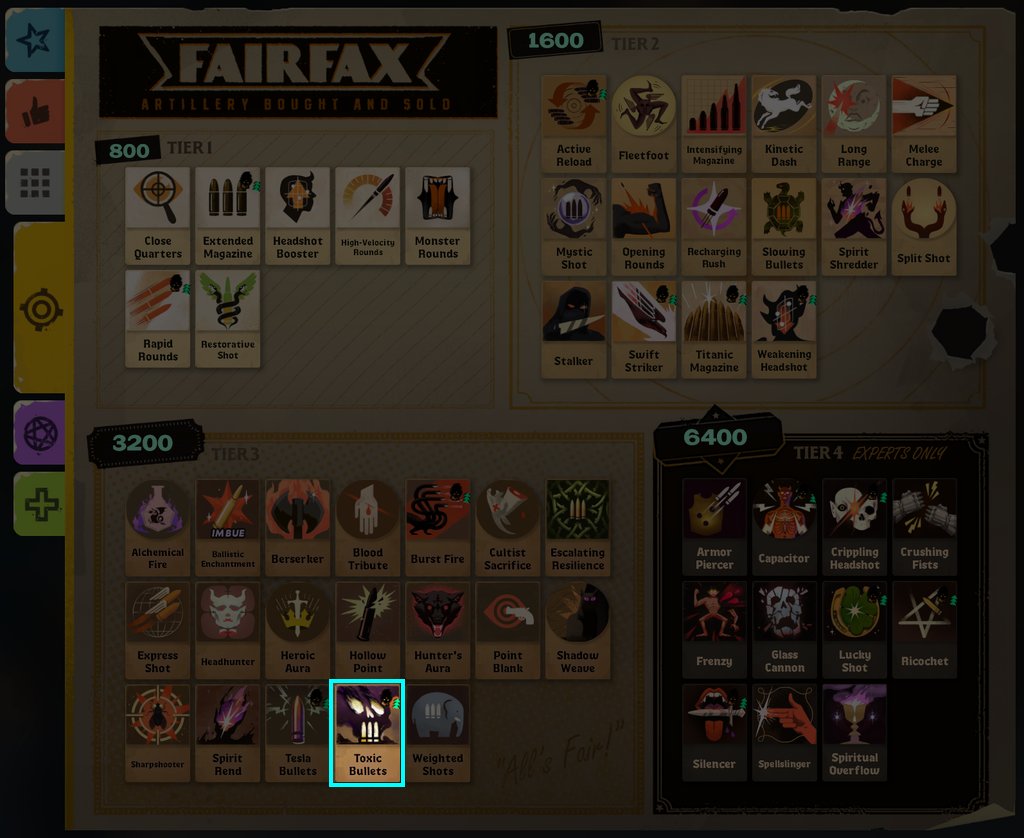 FAIRFAX
ARTILLERY BOUGHT AND SOLD
800 TIER 1
Close Quarters
Extended Magazine
Headshot Booster
High-Velocity Rounds
Monster Rounds
Rapid Rounds
Restorative Shot
1600 TIER 2
Active Reload
Fleetfoot
Intensifying Magazine
Kinetic Dash
Long Range
Melee Charge
Mystic Shot
Opening Rounds
Recharging Rush
Slowing Bullets
Spirit Shredder
Split Shot
Stalker
Swift Striker
Titanic Magazine
Weakening Headshot
3200 TIER 3
Alchemical Fire
IMBUE
Ballistic Enchantment
Berserker
Blood Tribute
Burst Fire
Cultist Sacrifice
Escalating Resilience
Express Shot
Headhunter
Heroic Aura
Hollow Point
Hunter's Aura
Point Blank
Shadow Weave
Sharpshooter
Spirit Rend
Tesla Bullets
Toxic Bullets
Weighted Shots
"All's Fair!"
6400 TIER 4 EXPERTS ONLY
Armor Piercer
Capacitor
Crippling Headshot
Crushing Fists
Frenzy
Glass Cannon
Lucky Shot
Ricochet
Silencer
Spellslinger
Spiritual Overflow